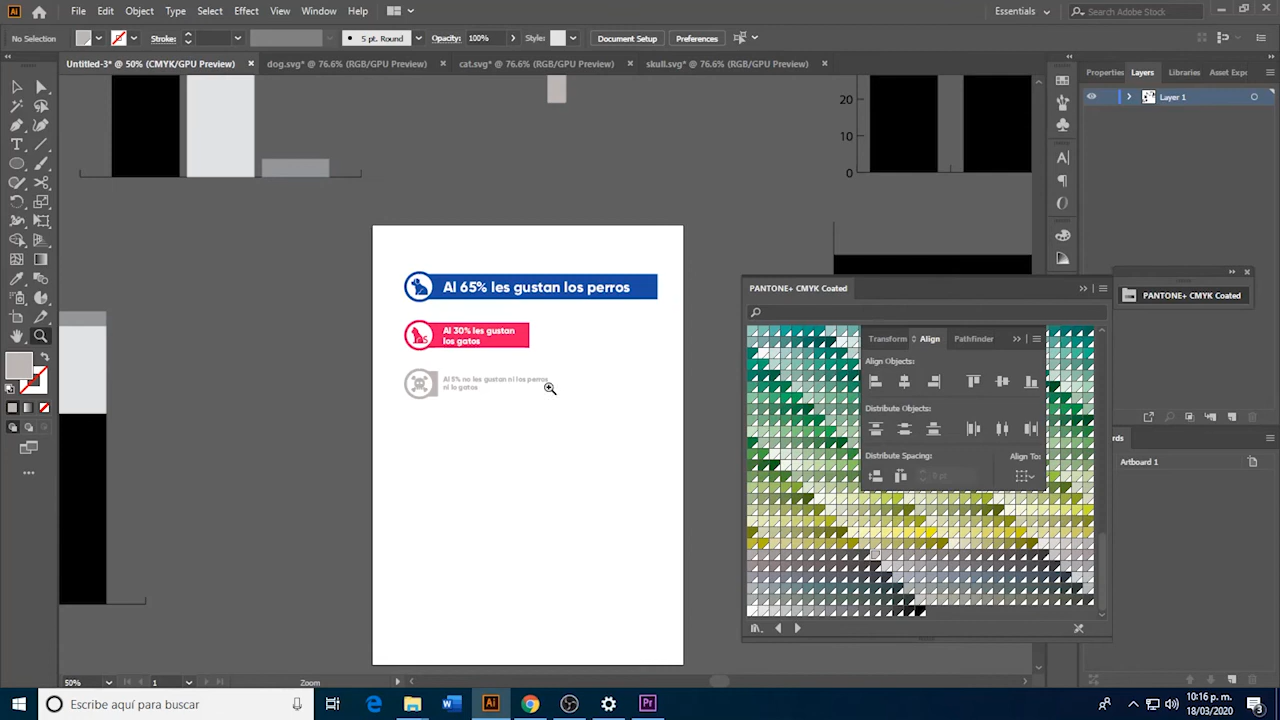 File Edit Object Type Select Effect View Window Help
Essentials
Search Adobe Stock
No Selection
Stroke:
5 pt. Round
Opacity: 100%
Style:
Document Setup
Preferences
Untitled-3* @ 50% (CMYK/GPU Preview) ×
dog.svg* @ 76.6% (RGB/GPU Preview) ×
cat.svg* @ 76.6% (RGB/GPU Preview) ×
skull.svg* @ 76.6% (RGB/GPU Preview) ×
Properties Layers Libraries Asset Expo
Layer 1
20
10
0
Al 65% les gustan los perros
Al 30% les gustan
los gatos
Al 5% no les gustan ni los perros
ni lo gatos
PANTONE+ CMYK Coated
PANTONE+ CMYK Coated
Transform Align Pathfinder
Align Objects:
Distribute Objects:
Distribute Spacing:
Align To:
0 pt
rds
Artboard 1
50%
1
Zoom
Escribe aquí para buscar
10:16 p. m.
18/03/2020
3